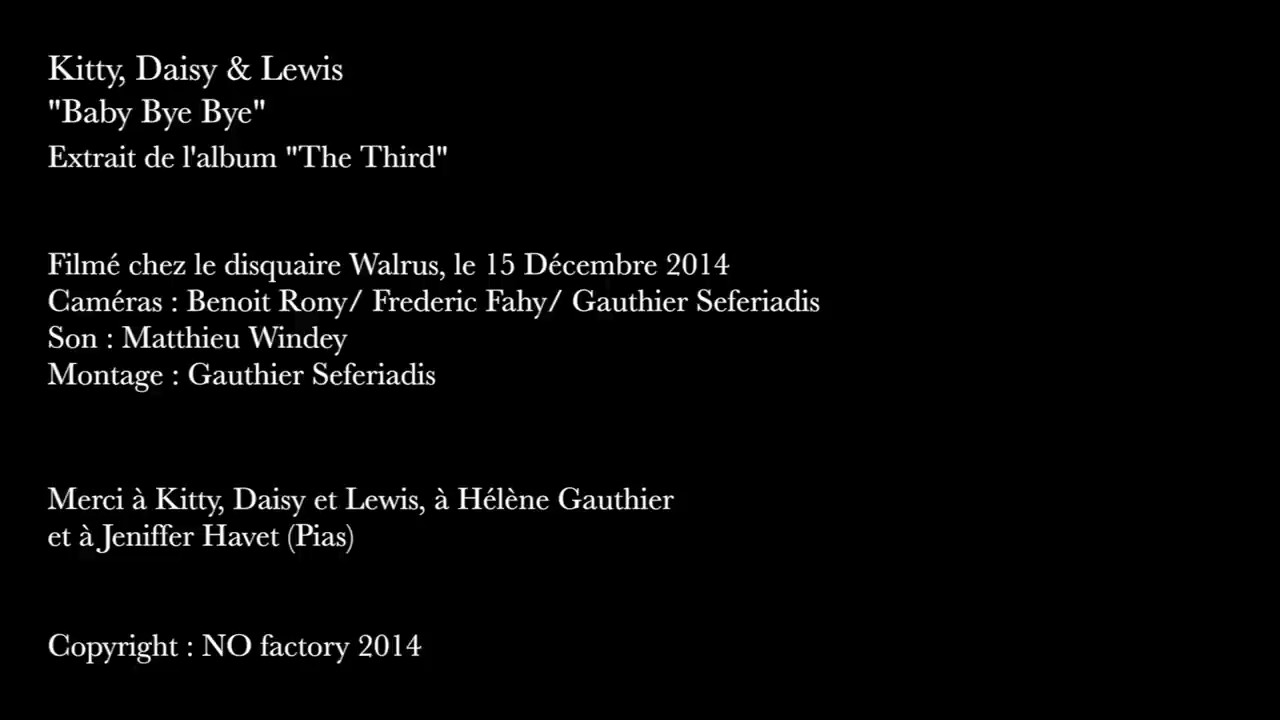 Kitty, Daisy & Lewis
"Baby Bye Bye"
Extrait de l'album "The Third"
Filmé chez le disquaire Walrus, le 15 Décembre 2014
Caméras : Benoit Rony/ Frederic Fahy/ Gauthier Seferiadis
Son : Matthieu Windey
Montage : Gauthier Seferiadis
Merci à Kitty, Daisy et Lewis, à Hélène Gauthier
et à Jeniffer Havet (Pias)
Copyright : NO factory 2014